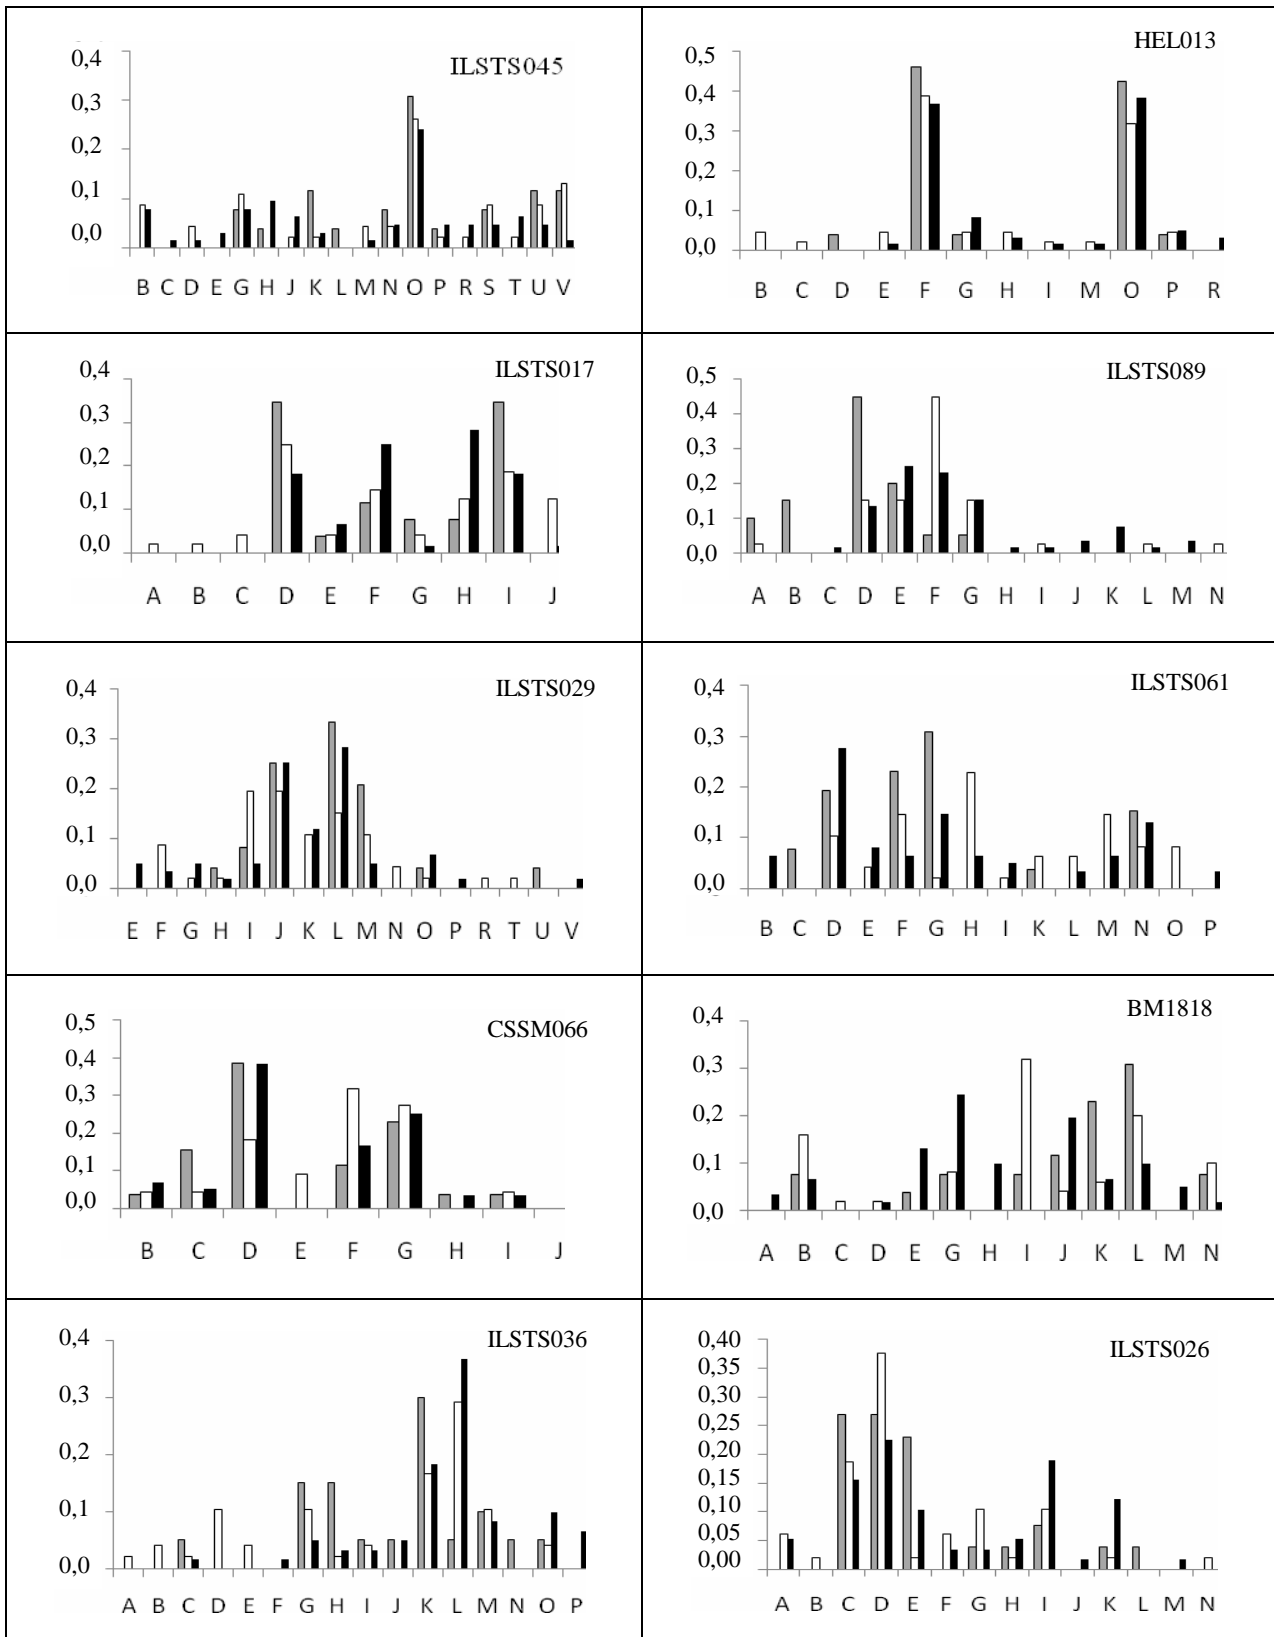 ILSTS045
0,4
0,3
0,2
0,1
0,0
B C D E G H J K L M N O P R S T U V
HEL013
0,5
0,4
0,3
0,2
0,1
0,0
B C D E F G H I M O P R
ILSTS017
0,4
0,3
0,2
0,1
0,0
A B C D E F G H I J
ILSTS089
0,5
0,4
0,3
0,2
0,1
0,0
A B C D E F G H I J K L M N
ILSTS029
0,4
0,3
0,2
0,1
0,0
E F G H I J K L M N O P R T U V
ILSTS061
0,4
0,3
0,2
0,1
0,0
B C D E F G H I K L M N O P
CSSM066
0,5
0,4
0,3
0,2
0,1
0,0
B C D E F G H I J
BM1818
0,4
0,3
0,2
0,1
0,0
A B C D E G H I J K L M N
ILSTS036
0,4
0,3
0,2
0,1
0,0
A B C D E F G H I J K L M N O P
ILSTS026
0,40
0,35
0,30
0,25
0,20
0,15
0,10
0,05
0,00
A B C D E F G H I J K L M N